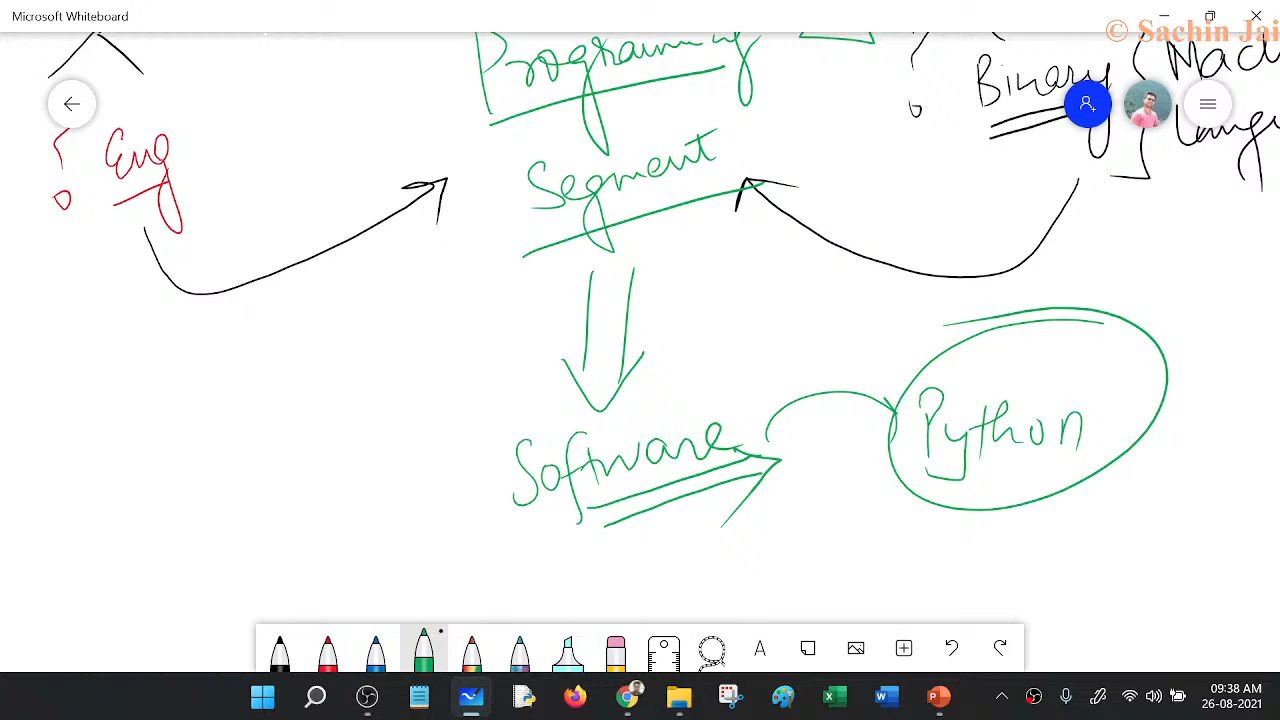 Microsoft Whiteboard
© Sachin Jai
Programming
Binary
Eng
Segment
Software
Python
09:38 AM
26-08-2021